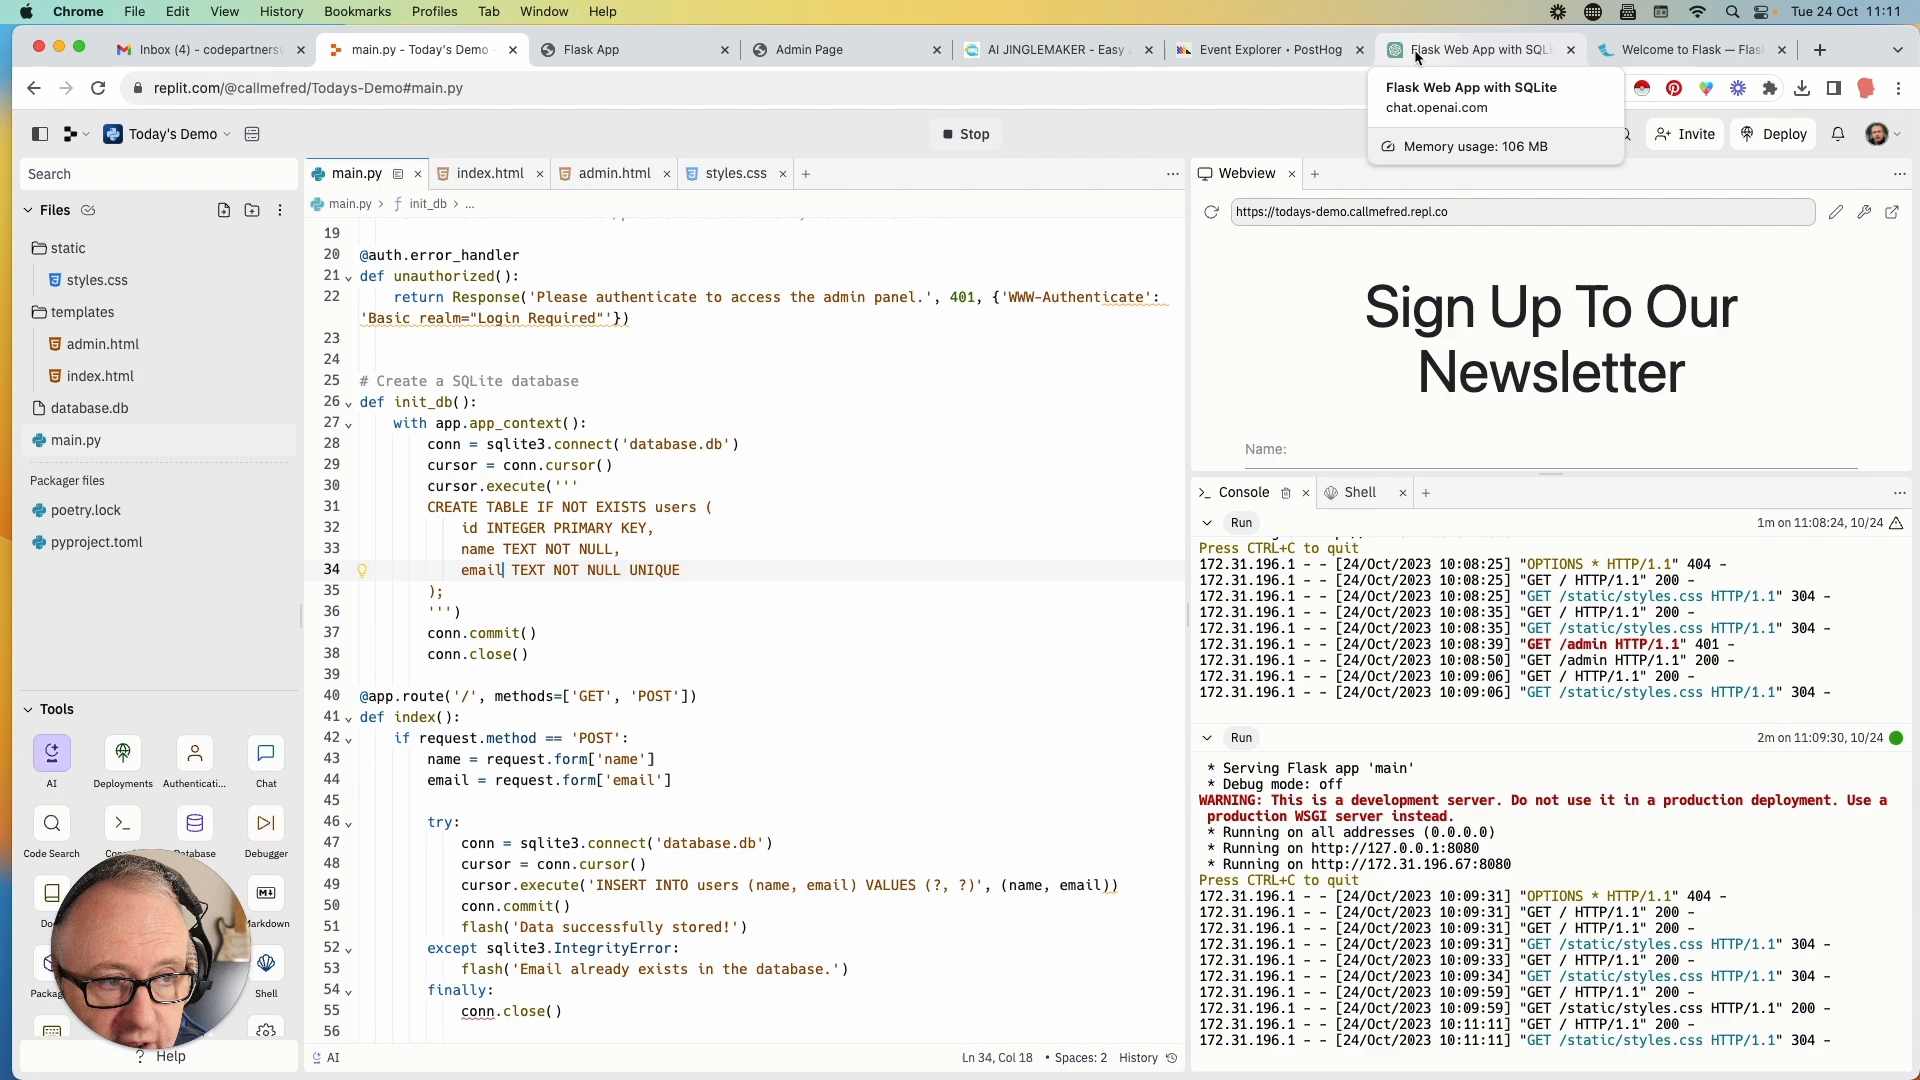 Chrome File Edit View History Bookmarks Profiles Tab Window Help
Tue 24 Oct 11:11
Inbox (4) - codepartners
main.py - Today's Demo
Flask App
Admin Page
AI JINGLEMAKER - Easy
Event Explorer • PostHog
Flask Web App with SQLi
Welcome to Flask — Flas
replit.com/@callmefred/Todays-Demo#main.py
Flask Web App with SQLite
chat.openai.com
Memory usage: 106 MB
Today's Demo
Stop
Invite
Deploy
Search
Files
static
styles.css
templates
admin.html
index.html
database.db
main.py
Packager files
poetry.lock
pyproject.toml
Tools
AI
Deployments
Authenticati...
Chat
Code Search
Database
Debugger
Markdown
Shell
Help
main.py
index.html
admin.html
styles.css
main.py > init_db > ...
19
20 @auth.error_handler
21 def unauthorized():
22 return Response('Please authenticate to access the admin panel.', 401, {'WWW-Authenticate':
'Basic realm="Login Required"'})
23
24
25 # Create a SQLite database
26 def init_db():
27 with app.app_context():
28 conn = sqlite3.connect('database.db')
29 cursor = conn.cursor()
30 cursor.execute('''
31 CREATE TABLE IF NOT EXISTS users (
32 id INTEGER PRIMARY KEY,
33 name TEXT NOT NULL,
34 email TEXT NOT NULL UNIQUE
35 );
36 ''')
37 conn.commit()
38 conn.close()
39
40 @app.route('/', methods=['GET', 'POST'])
41 def index():
42 if request.method == 'POST':
43 name = request.form['name']
44 email = request.form['email']
45
46 try:
47 conn = sqlite3.connect('database.db')
48 cursor = conn.cursor()
49 cursor.execute('INSERT INTO users (name, email) VALUES (?, ?)', (name, email))
50 conn.commit()
51 flash('Data successfully stored!')
52 except sqlite3.IntegrityError:
53 flash('Email already exists in the database.')
54 finally:
55 conn.close()
56
AI
Ln 34, Col 18 • Spaces: 2 History
Webview
https://todays-demo.callmefred.repl.co
Sign Up To Our
Newsletter
Name:
Console
Shell
Run
1m on 11:08:24, 10/24
Press CTRL+C to quit
172.31.196.1 - - [24/Oct/2023 10:08:25] "OPTIONS * HTTP/1.1" 404 -
172.31.196.1 - - [24/Oct/2023 10:08:25] "GET / HTTP/1.1" 200 -
172.31.196.1 - - [24/Oct/2023 10:08:25] "GET /static/styles.css HTTP/1.1" 304 -
172.31.196.1 - - [24/Oct/2023 10:08:35] "GET / HTTP/1.1" 200 -
172.31.196.1 - - [24/Oct/2023 10:08:35] "GET /static/styles.css HTTP/1.1" 304 -
172.31.196.1 - - [24/Oct/2023 10:08:39] "GET /admin HTTP/1.1" 401 -
172.31.196.1 - - [24/Oct/2023 10:08:50] "GET /admin HTTP/1.1" 200 -
172.31.196.1 - - [24/Oct/2023 10:09:06] "GET / HTTP/1.1" 200 -
172.31.196.1 - - [24/Oct/2023 10:09:06] "GET /static/styles.css HTTP/1.1" 304 -
Run
2m on 11:09:30, 10/24
* Serving Flask app 'main'
* Debug mode: off
WARNING: This is a development server. Do not use it in a production deployment. Use a
production WSGI server instead.
* Running on all addresses (0.0.0.0)
* Running on http://127.0.0.1:8080
* Running on http://172.31.196.67:8080
Press CTRL+C to quit
172.31.196.1 - - [24/Oct/2023 10:09:31] "OPTIONS * HTTP/1.1" 404 -
172.31.196.1 - - [24/Oct/2023 10:09:31] "GET / HTTP/1.1" 200 -
172.31.196.1 - - [24/Oct/2023 10:09:31] "GET / HTTP/1.1" 200 -
172.31.196.1 - - [24/Oct/2023 10:09:31] "GET /static/styles.css HTTP/1.1" 304 -
172.31.196.1 - - [24/Oct/2023 10:09:33] "GET / HTTP/1.1" 200 -
172.31.196.1 - - [24/Oct/2023 10:09:34] "GET /static/styles.css HTTP/1.1" 304 -
172.31.196.1 - - [24/Oct/2023 10:09:59] "GET / HTTP/1.1" 200 -
172.31.196.1 - - [24/Oct/2023 10:09:59] "GET /static/styles.css HTTP/1.1" 200 -
172.31.196.1 - - [24/Oct/2023 10:11:11] "GET / HTTP/1.1" 200 -
172.31.196.1 - - [24/Oct/2023 10:11:11] "GET /static/styles.css HTTP/1.1" 304 -